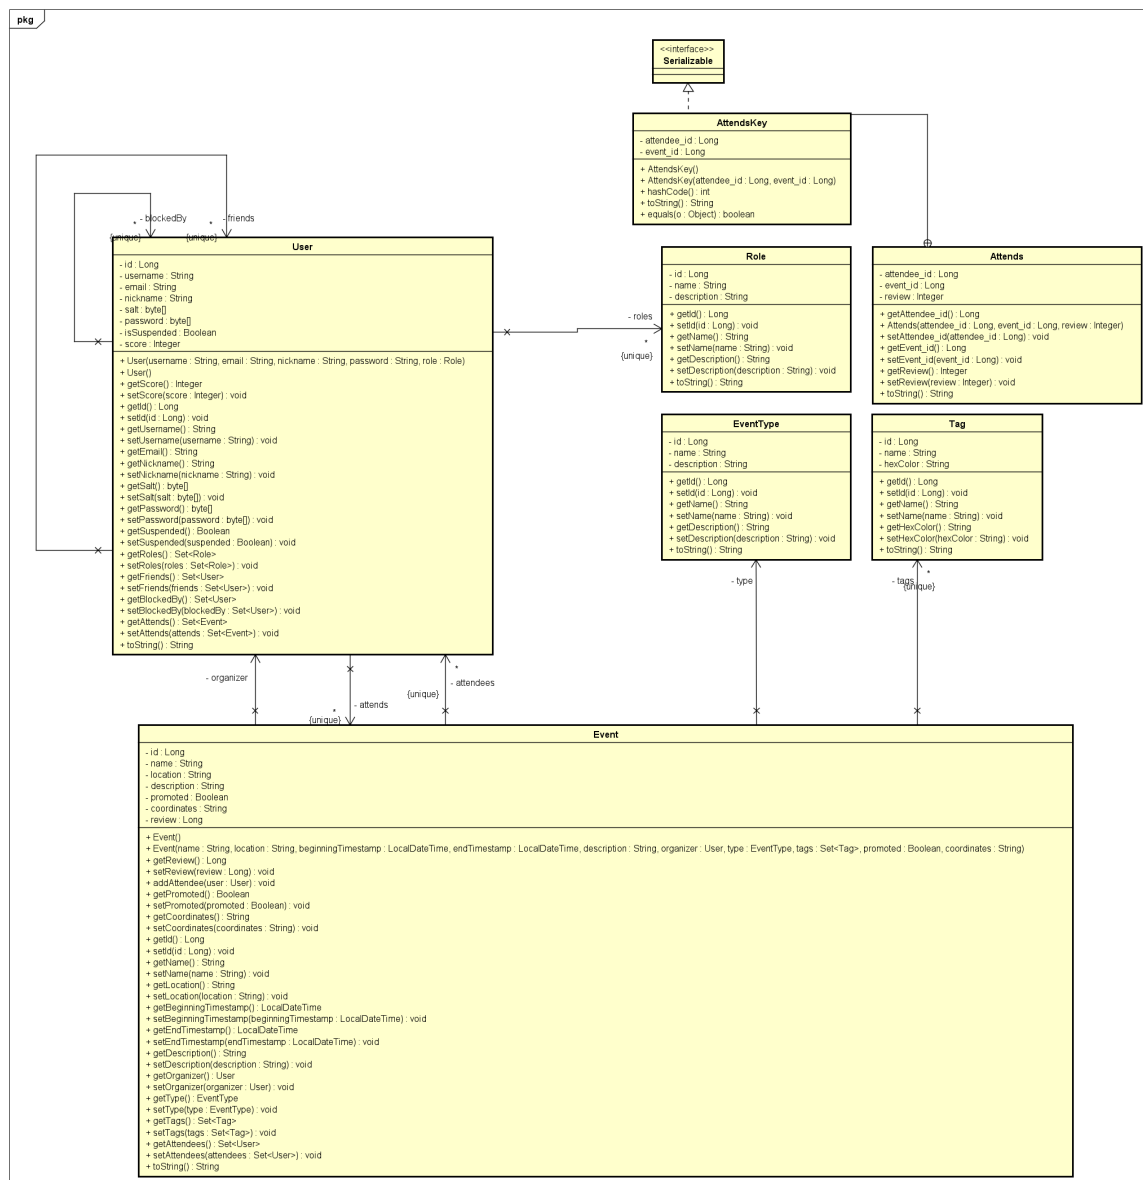 pkg
<<interface>>
Serializable
AttendsKey
- attendee_id : Long
- event_id : Long
+ AttendsKey()
+ AttendsKey(attendee_id : Long, event_id : Long)
+ hashCode() : int
+ toString() : String
+ equals(o : Object) : boolean
- blockedBy
*
{unique}
- friends
*
{unique}
User
- id : Long
- username : String
- email : String
- nickname : String
- salt : byte[]
- password : byte[]
- isSuspended : Boolean
- score : Integer
+ User(username : String, email : String, nickname : String, password : String, role : Role)
+ User()
+ getScore() : Integer
+ setScore(score : Integer) : void
+ getId() : Long
+ setId(id : Long) : void
+ getUsername() : String
+ setUsername(username : String) : void
+ getEmail() : String
+ getNickname() : String
+ setNickname(nickname : String) : void
+ getSalt() : byte[]
+ setSalt(salt : byte[]) : void
+ getPassword() : byte[]
+ setPassword(password : byte[]) : void
+ getSuspended() : Boolean
+ setSuspended(suspended : Boolean) : void
+ getRoles() : Set<Role>
+ setRoles(roles : Set<Role>) : void
+ getFriends() : Set<User>
+ setFriends(friends : Set<User>) : void
+ getBlockedBy() : Set<User>
+ setBlockedBy(blockedBy : Set<User>) : void
+ getAttends() : Set<Event>
+ setAttends(attends : Set<Event>) : void
+ toString() : String
- roles
*
{unique}
Role
- id : Long
- name : String
- description : String
+ getId() : Long
+ setId(id : Long) : void
+ getName() : String
+ setName(name : String) : void
+ getDescription() : String
+ setDescription(description : String) : void
+ toString() : String
Attends
- attendee_id : Long
- event_id : Long
- review : Integer
+ getAttendee_id() : Long
+ Attends(attendee_id : Long, event_id : Long, review : Integer)
+ setAttendee_id(attendee_id : Long) : void
+ getEvent_id() : Long
+ setEvent_id(event_id : Long) : void
+ getReview() : Integer
+ setReview(review : Integer) : void
+ toString() : String
EventType
- id : Long
- name : String
- description : String
+ getId() : Long
+ setId(id : Long) : void
+ getName() : String
+ setName(name : String) : void
+ getDescription() : String
+ setDescription(description : String) : void
+ toString() : String
Tag
- id : Long
- name : String
- hexColor : String
+ getId() : Long
+ setId(id : Long) : void
+ getName() : String
+ setName(name : String) : void
+ getHexColor() : String
+ setHexColor(hexColor : String) : void
+ toString() : String
- type
- tags
*
{unique}
- organizer
- attends
*
{unique}
*
- attendees
{unique}
Event
- id : Long
- name : String
- location : String
- description : String
- promoted : Boolean
- coordinates : String
- review : Long
+ Event()
+ Event(name : String, location : String, beginningTimestamp : LocalDateTime, endTimestamp : LocalDateTime, description : String, organizer : User, type : EventType, tags : Set<Tag>, promoted : Boolean, coordinates : String)
+ getReview() : Long
+ setReview(review : Long) : void
+ addAttendee(user : User) : void
+ getPromoted() : Boolean
+ setPromoted(promoted : Boolean) : void
+ getCoordinates() : String
+ setCoordinates(coordinates : String) : void
+ getId() : Long
+ setId(id : Long) : void
+ getName() : String
+ setName(name : String) : void
+ getLocation() : String
+ setLocation(location : String) : void
+ getBeginningTimestamp() : LocalDateTime
+ setBeginningTimestamp(beginningTimestamp : LocalDateTime) : void
+ getEndTimestamp() : LocalDateTime
+ setEndTimestamp(endTimestamp : LocalDateTime) : void
+ getDescription() : String
+ setDescription(description : String) : void
+ getOrganizer() : User
+ setOrganizer(organizer : User) : void
+ getType() : EventType
+ setType(type : EventType) : void
+ getTags() : Set<Tag>
+ setTags(tags : Set<Tag>) : void
+ getAttendees() : Set<User>
+ setAttendees(attendees : Set<User>) : void
+ toString() : String